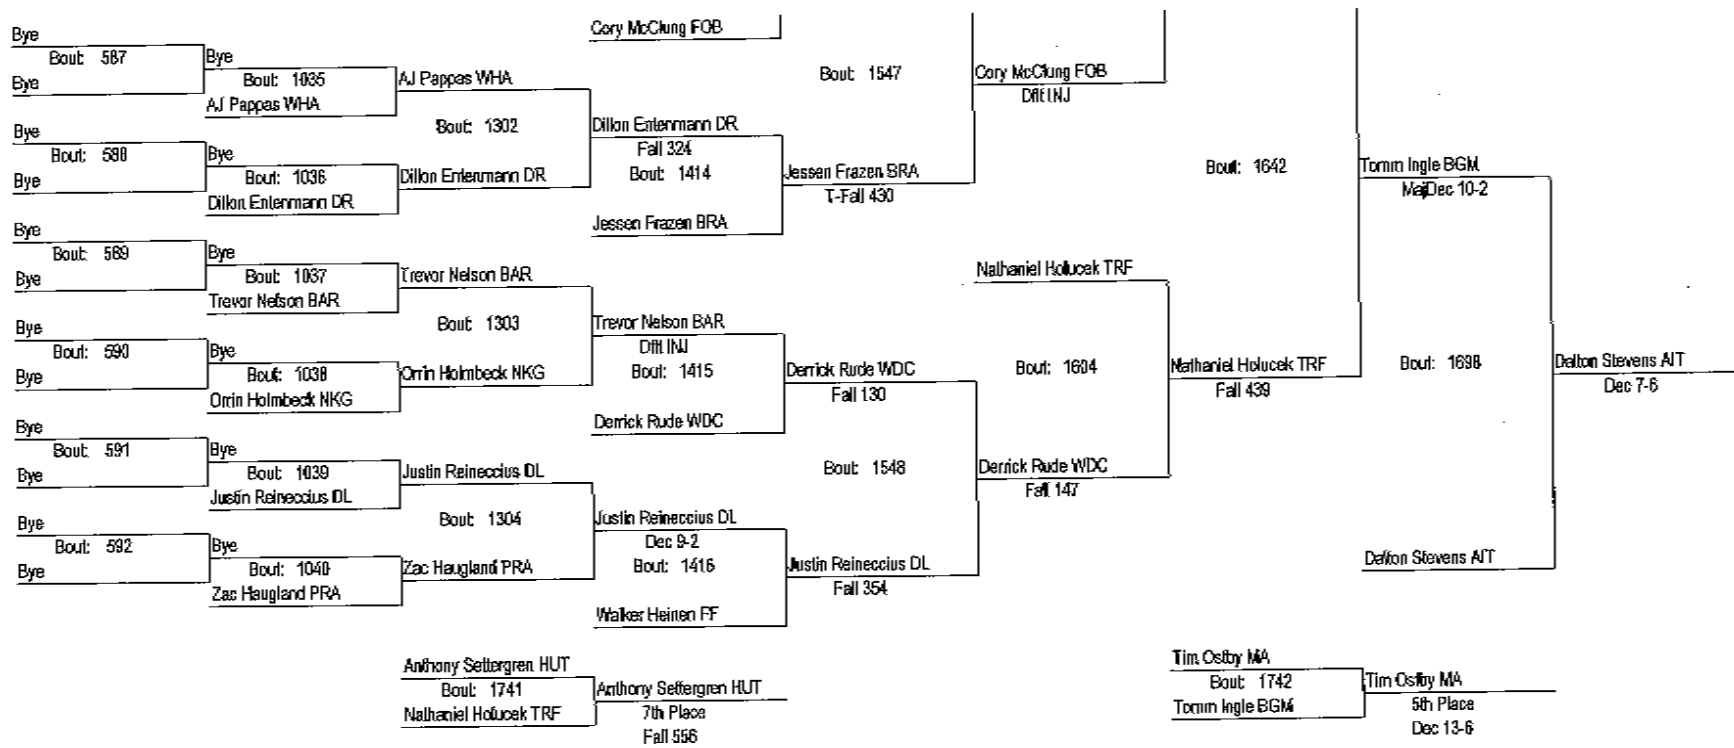 Cory McClung FOB
Bye
Bout: 587
Bye
Bye
Bout: 1035
AJ Pappas WHA
AJ Pappas WHA
Bout: 1302
Bye
Bout: 588
Bye
Bye
Bout: 1036
Dillon Entenmann DR
Dillon Entenmann DR
Dillon Entenmann DR
Fall 324
Bout: 1414
Jessen Frazen BRA
Jessen Frazen BRA
T-Fall 430
Bout: 1547
Cory McClung FOB
Dflt INJ
Bye
Bout: 589
Bye
Bye
Bout: 1037
Trevor Nelson BAR
Trevor Nelson BAR
Bout: 1303
Bye
Bout: 590
Bye
Bye
Bout: 1038
Orrin Holmbeck NKG
Orrin Holmbeck NKG
Trevor Nelson BAR
Dflt INJ
Bout: 1415
Derrick Rude WDC
Derrick Rude WDC
Fall 130
Bye
Bout: 591
Bye
Bye
Bout: 1039
Justin Reineccius DL
Justin Reineccius DL
Bout: 1304
Bye
Bout: 592
Bye
Bye
Bout: 1040
Zac Haugland PRA
Zac Haugland PRA
Justin Reineccius DL
Dec 9-2
Bout: 1416
Walker Heinen FF
Justin Reineccius DL
Fall 354
Bout: 1548
Derrick Rude WDC
Fall 147
Nathaniel Holucek TRF
Bout: 1604
Nathaniel Holucek TRF
Fall 439
Bout: 1642
Tomm Ingle BGM
MajDec 10-2
Bout: 1698
Dalton Stevens AIT
Dalton Stevens AIT
Dec 7-6
Anthony Settergren HUT
Bout: 1741
Nathaniel Holucek TRF
Anthony Settergren HUT
7th Place
Fall 556
Tim Ostby MA
Bout: 1742
Tomm Ingle BGM
Tim Ostby MA
5th Place
Dec 13-6